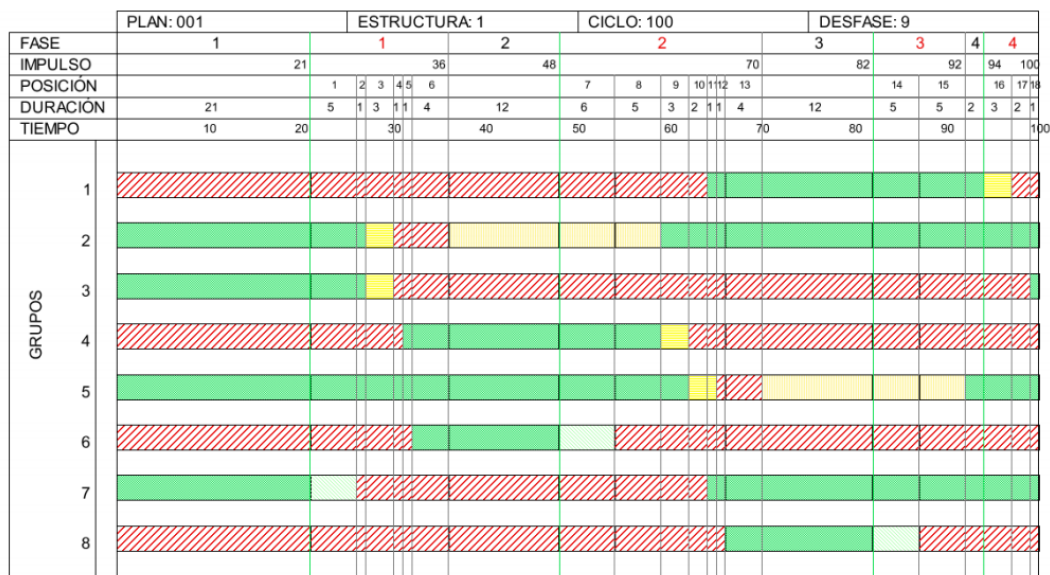 PLAN: 001 ESTRUCTURA: 1 CICLO: 100 DESFASE: 9
FASE 1 1 2 2 3 3 4 4
IMPULSO 21 36 48 70 82 92 94 100
POSICIÓN 1 2 3 4 5 6 7 8 9 10 11 12 13 14 15 16 17 18
DURACIÓN 21 5 1 3 1 1 4 12 6 5 3 2 1 1 4 12 5 5 2 3 2 1
TIEMPO 10 20 30 40 50 60 70 80 90 100
GRUPOS
1
2
3
4
5
6
7
8